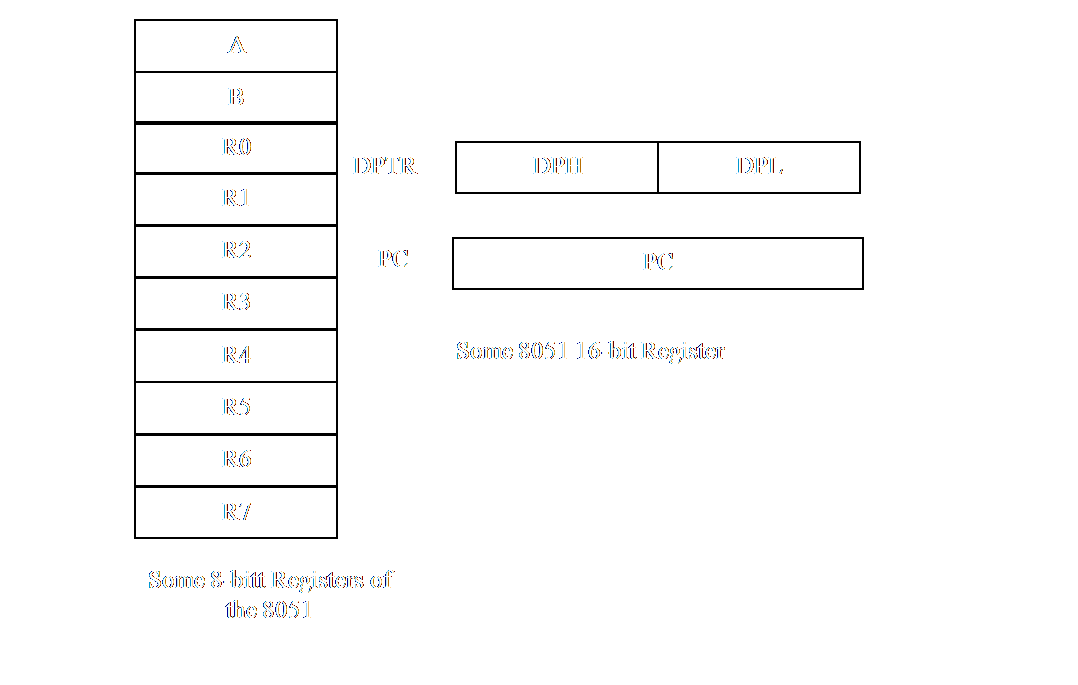 A
B
R0
R1
R2
R3
R4
R5
R6
R7
Some 8-bitt Registers of
the 8051
DPTR
DPH
DPL
PC
PC
Some 8051 16-bit Register